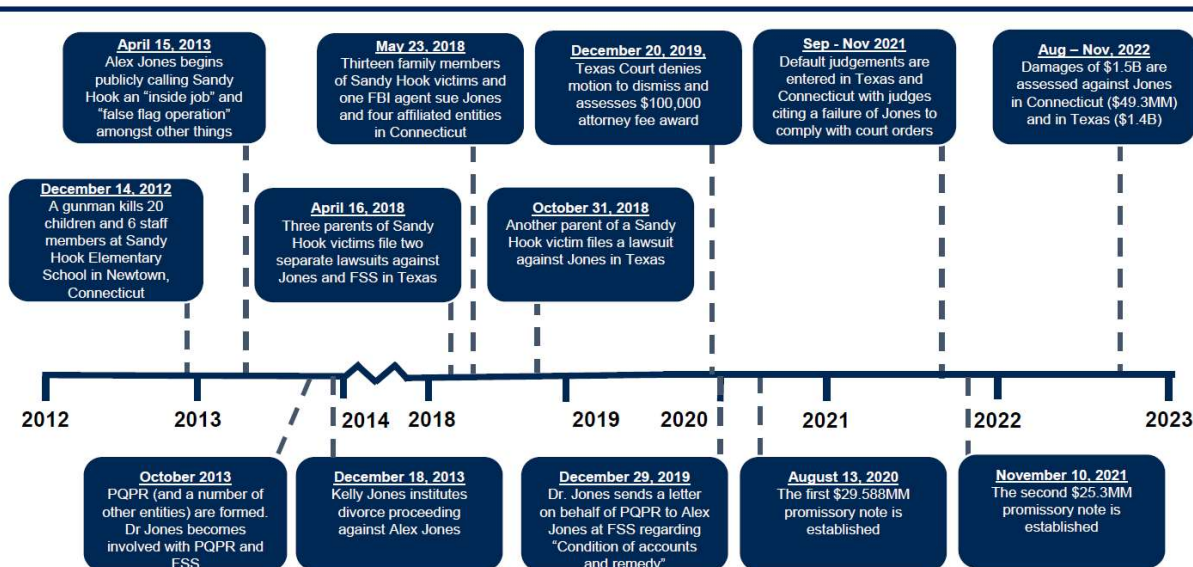 April 15, 2013
Alex Jones begins
publicly calling Sandy
Hook an “inside job” and
“false flag operation”
amongst other things
May 23, 2018
Thirteen family members
of Sandy Hook victims and
one FBI agent sue Jones
and four affiliated entities
in Connecticut
December 20, 2019,
Texas Court denies
motion to dismiss and
assesses $100,000
attorney fee award
Sep - Nov 2021
Default judgements are
entered in Texas and
Connecticut with judges
citing a failure of Jones to
comply with court orders
Aug – Nov, 2022
Damages of $1.5B are
assessed against Jones
in Connecticut ($49.3MM)
and in Texas ($1.4B)
December 14, 2012
A gunman kills 20
children and 6 staff
members at Sandy
Hook Elementary
School in Newtown,
Connecticut
April 16, 2018
Three parents of Sandy
Hook victims file two
separate lawsuits against
Jones and FSS in Texas
October 31, 2018
Another parent of a Sandy
Hook victim files a lawsuit
against Jones in Texas
2012
2013
2014
2018
2019
2020
2021
2022
2023
October 2013
PQPR (and a number of
other entities) are formed.
Dr Jones becomes
involved with PQPR and
FSS
December 18, 2013
Kelly Jones institutes
divorce proceeding
against Alex Jones
December 29, 2019
Dr. Jones sends a letter
on behalf of PQPR to Alex
Jones at FSS regarding
“Condition of accounts
and remedy”
August 13, 2020
The first $29.588MM
promissory note is
established
November 10, 2021
The second $25.3MM
promissory note is
established